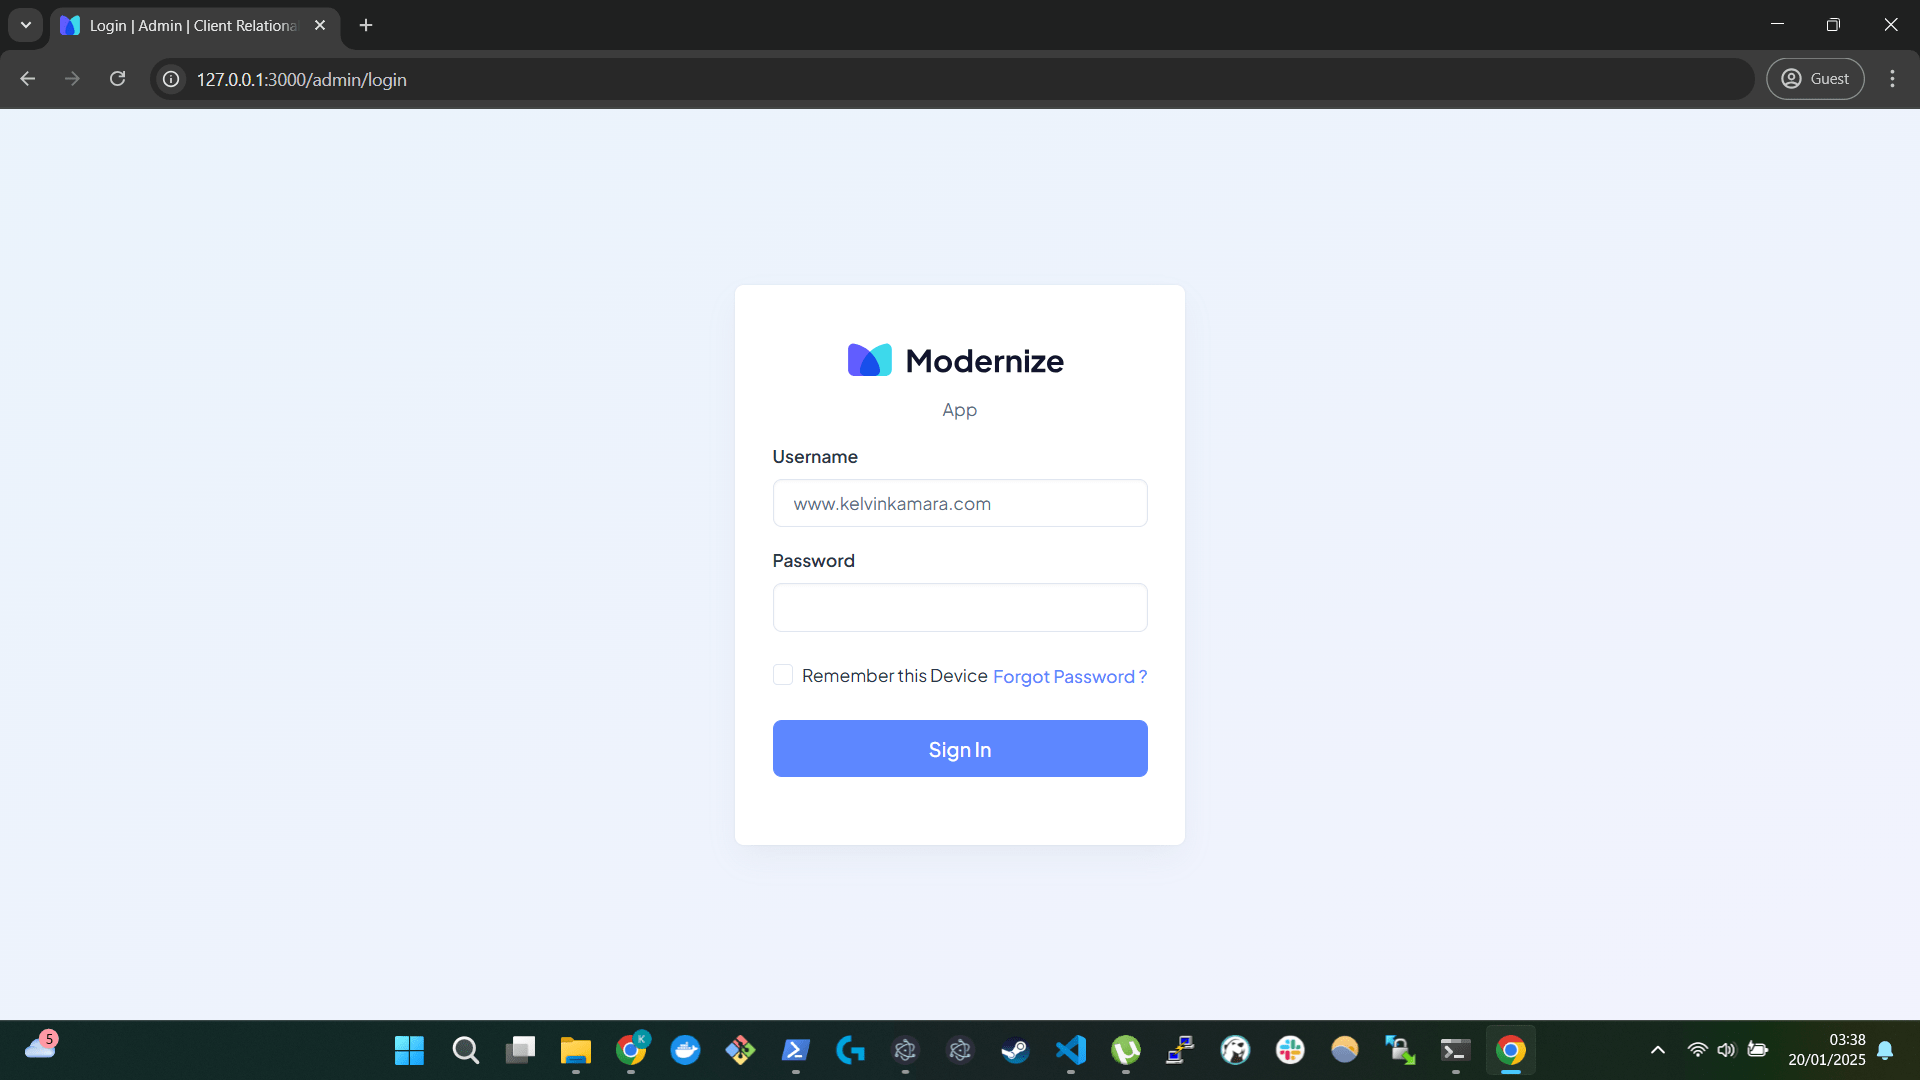 Login | Admin | Client Relationa
127.0.0.1:3000/admin/login
Guest
Modernize
App
Username
www.kelvinkamara.com
Password
Remember this Device Forgot Password ?
Sign In
5
K
03:38
20/01/2025